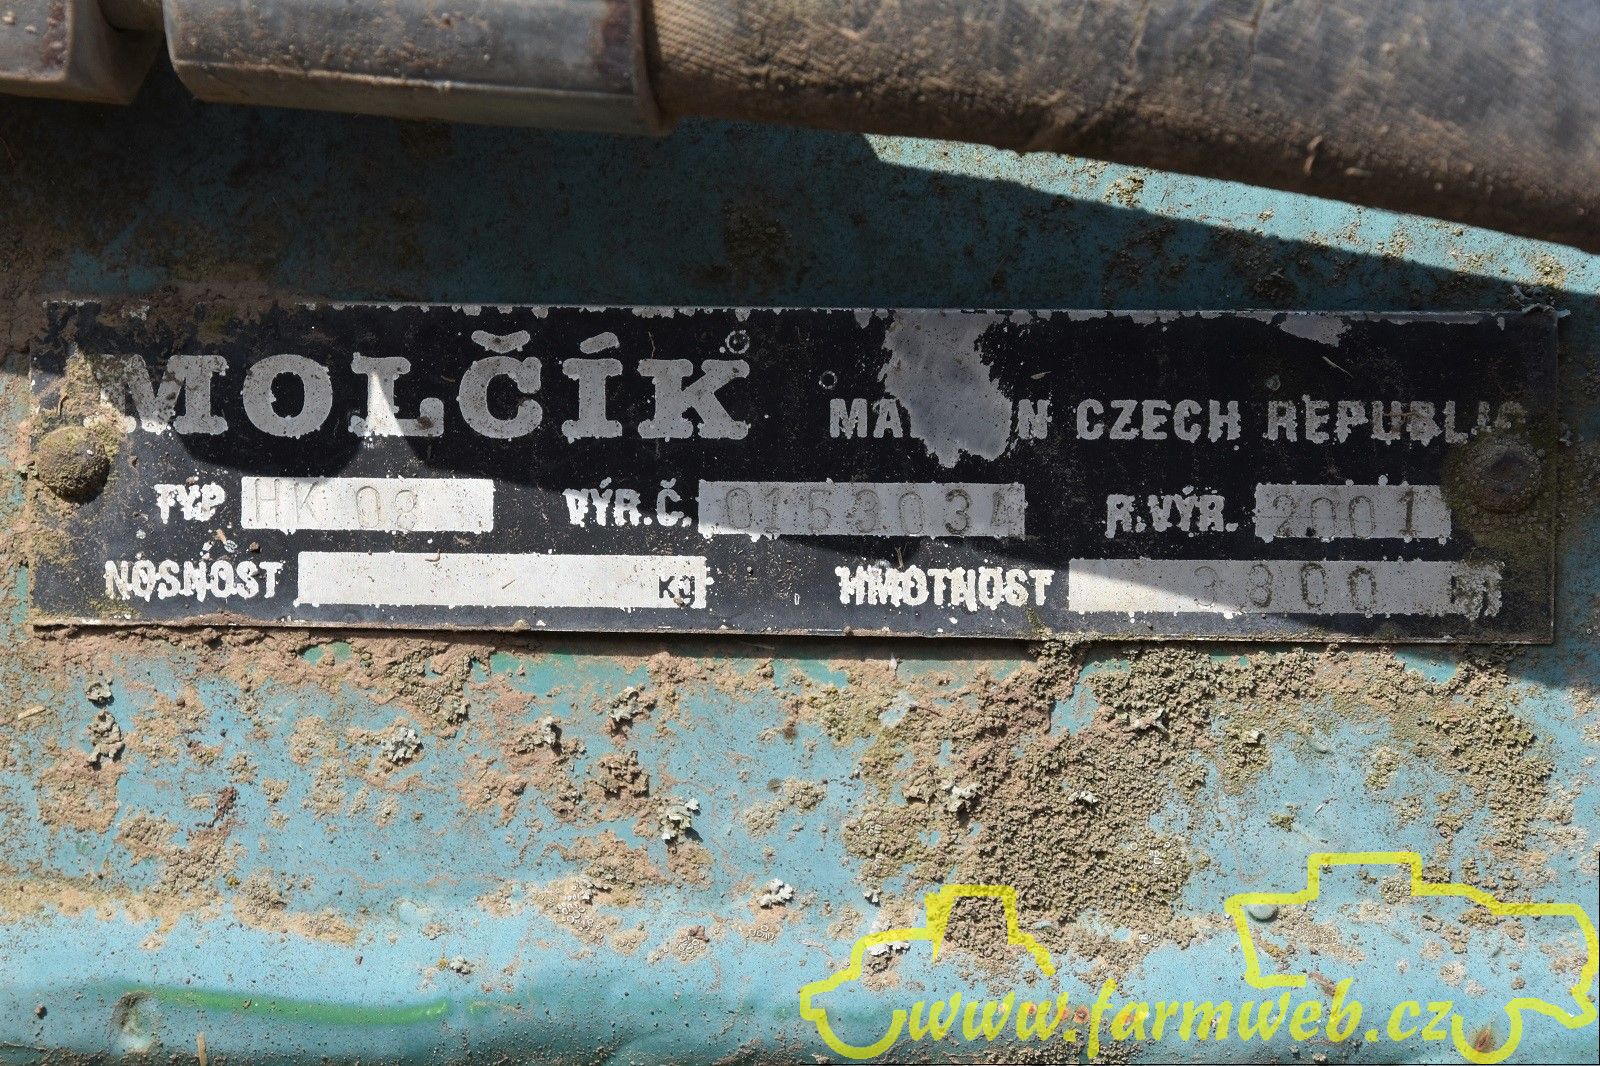 MOLČÍK MA N CZECH REPUBLIC
TYP HK 08 VÝR.Č. 0153034 R.VÝR. 2001
NOSNOST Kg HMOTNOST 3300
www.farmweb.cz